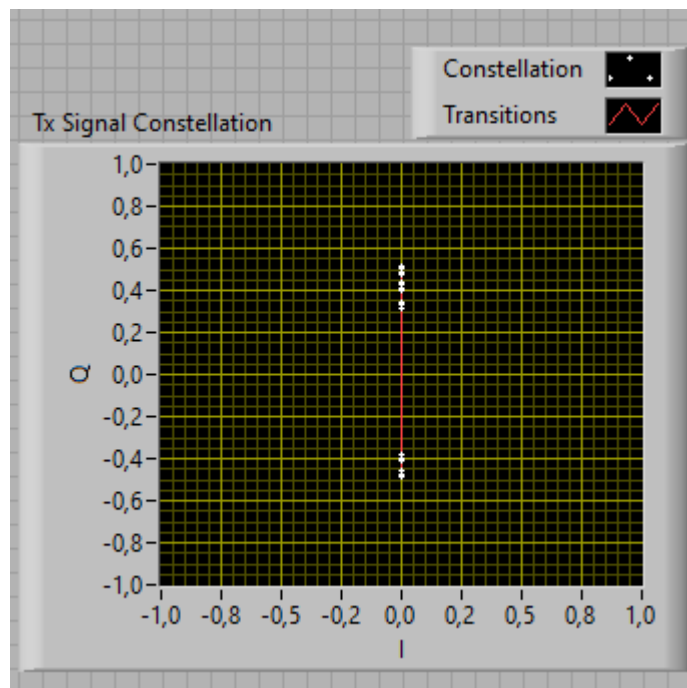 Constellation
Transitions
Tx Signal Constellation
1,0
0,8
0,6
0,4
0,2
0,0
-0,2
-0,4
-0,6
-0,8
-1,0
Q
-1,0 -0,8 -0,5 -0,2 0,0 0,2 0,5 0,8 1,0
I